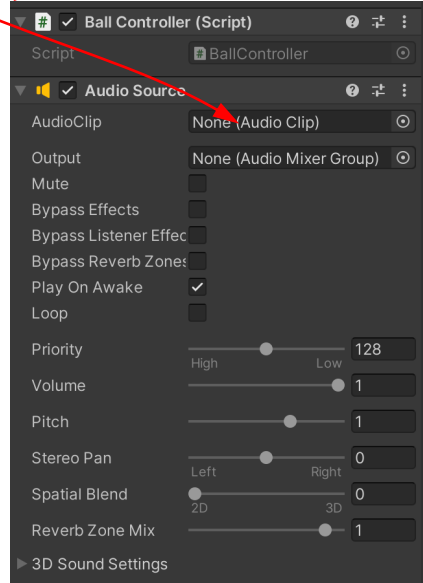 # Ball Controller (Script)
Script # BallController
Audio Source
AudioClip None (Audio Clip)
Output None (Audio Mixer Group)
Mute
Bypass Effects
Bypass Listener Effec
Bypass Reverb Zones
Play On Awake
Loop
Priority 128
High Low
Volume 1
Pitch 1
Stereo Pan 0
Left Right
Spatial Blend 0
2D 3D
Reverb Zone Mix 1
3D Sound Settings